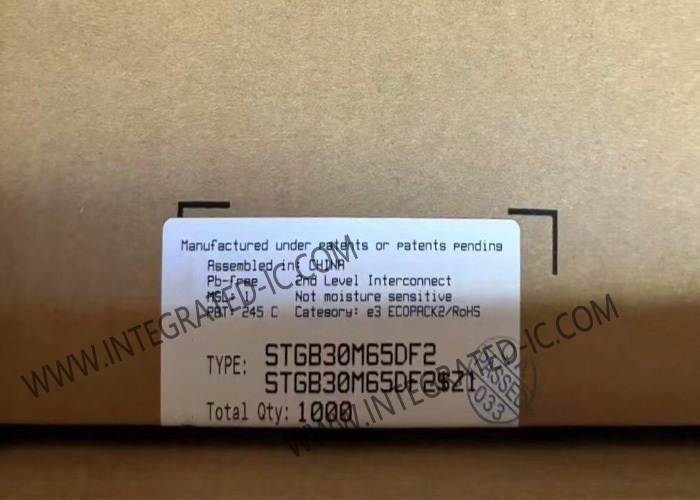 Manufactured under patents or patents pending
Assembled in: CHINA
Pb-free 2nd Level Interconnect
MSL: Not moisture sensitive
PBT: 245 C Category: e3 ECOPACK2/RoHS
TYPE: STGB30M65DF2
STGB30M65DF2$Z1
Total Qty: 1000
PASSED
033
WWW.INTEGRATED-IC.COM
WWW.INTEGRATED-IC.COM